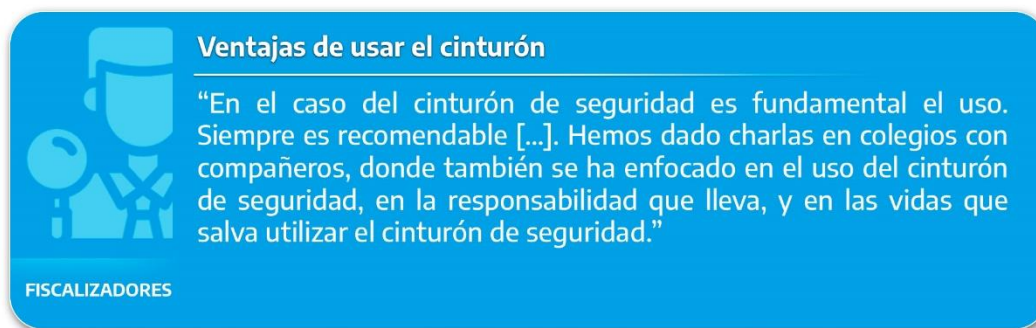 Ventajas de usar el cinturón
“En el caso del cinturón de seguridad es fundamental el uso.
Siempre es recomendable [...]. Hemos dado charlas en colegios con
compañeros, donde también se ha enfocado en el uso del cinturón
de seguridad, en la responsabilidad que lleva, y en las vidas que
salva utilizar el cinturón de seguridad.”
FISCALIZADORES